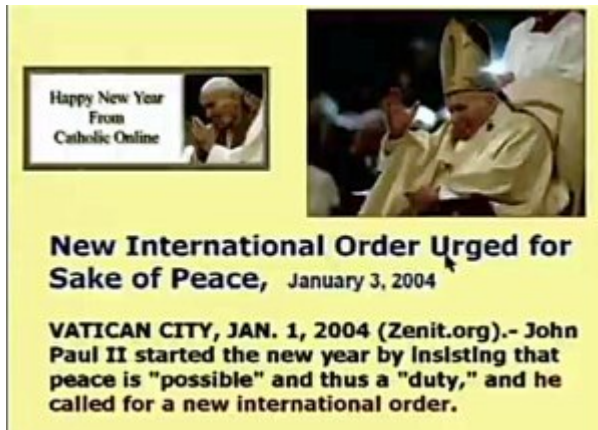 Happy New Year
From
Catholic Online
New International Order Urged for
Sake of Peace, January 3, 2004
VATICAN CITY, JAN. 1, 2004 (Zenit.org).- John
Paul II started the new year by insisting that
peace is "possible" and thus a "duty," and he
called for a new international order.